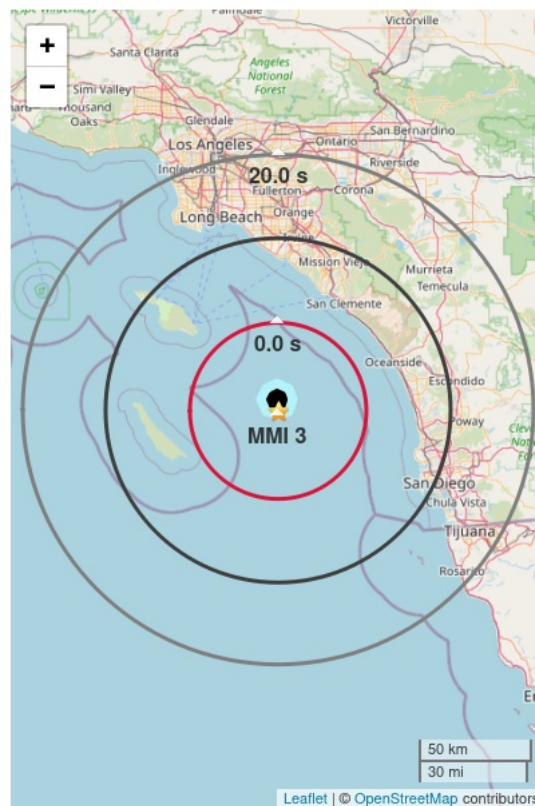 Palmdale
Victorville
+
−
Santa Clarita
Angeles
National
Forest
Simi Valley
Thousand
Oaks
Glendale
San Bernardino
Los Angeles
Ontario
Riverside
Inglewood
20.0 s
Fullerton
Corona
Long Beach
Orange
Irvine
Mission Viejo
Murrieta
Temecula
San Clemente
0.0 s
Oceanside
Escondido
Poway
MMI 3
San Diego
Chula Vista
Tijuana
Rosarito
50 km
30 mi
Leaflet | © OpenStreetMap contributors